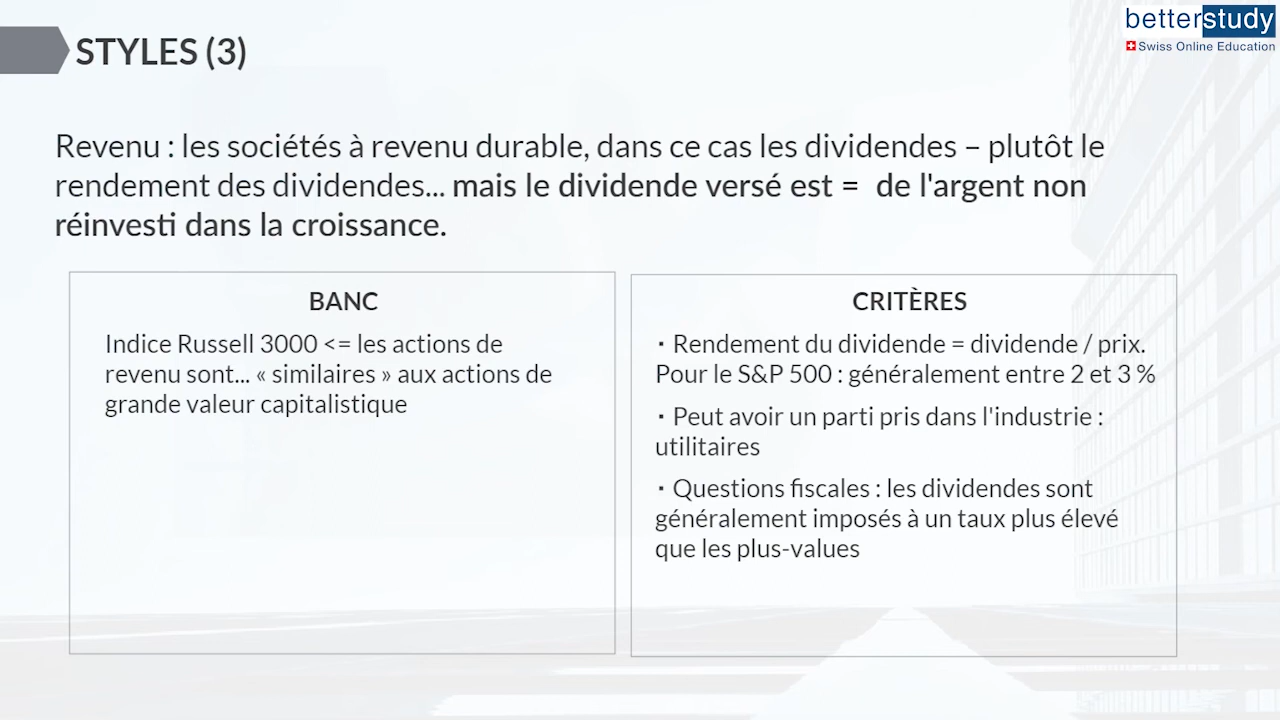 betterstudy
Swiss Online Education
STYLES (3)
Revenu : les sociétés à revenu durable, dans ce cas les dividendes – plutôt le
rendement des dividendes... mais le dividende versé est = de l'argent non
réinvesti dans la croissance.
BANC
Indice Russell 3000 <= les actions de
revenu sont... « similaires » aux actions de
grande valeur capitalistique
CRITÈRES
· Rendement du dividende = dividende / prix.
Pour le S&P 500 : généralement entre 2 et 3 %
· Peut avoir un parti pris dans l'industrie :
utilitaires
· Questions fiscales : les dividendes sont
généralement imposés à un taux plus élevé
que les plus-values